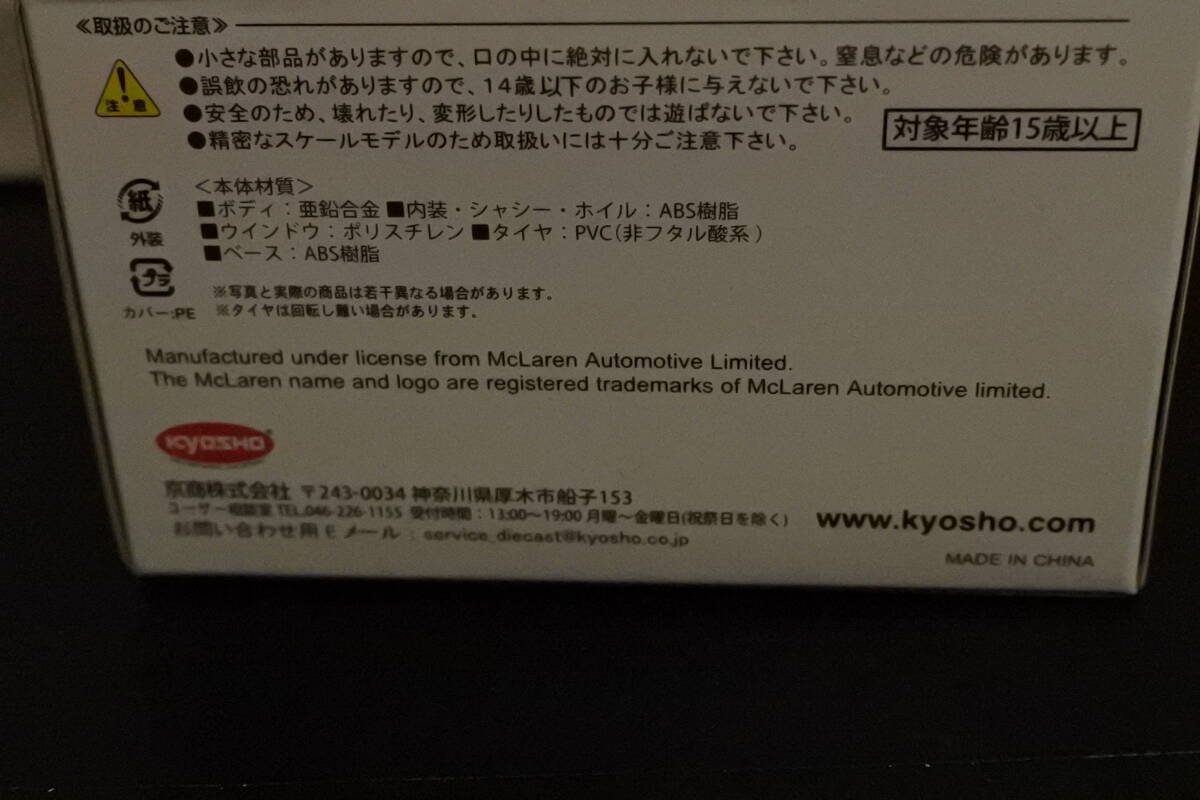 ≪取扱のご注意≫
●小さな部品がありますので、口の中に絶対に入れないで下さい。窒息などの危険があります。
●誤飲の恐れがありますので、14歳以下のお子様に与えないで下さい。
注意
●安全のため、壊れたり、変形したりしたものでは遊ばないで下さい。
●精密なスケールモデルのため取扱いには十分ご注意下さい。
対象年齢15歳以上
紙
外装
＜本体材質＞
■ボディ：亜鉛合金 ■内装・シャシー・ホイル：ABS樹脂
■ウインドウ：ポリスチレン ■タイヤ：PVC(非フタル酸系)
■ベース：ABS樹脂
プラ
カバー:PE
※写真と実際の商品は若干異なる場合があります。
※タイヤは回転し難い場合があります。
Manufactured under license from McLaren Automotive Limited.
The McLaren name and logo are registered trademarks of McLaren Automotive limited.
KYOSHO
京商株式会社 〒243-0034 神奈川県厚木市船子153
ユーザー相談室 TEL.046-226-1155 受付時間：13:00〜19:00 月曜〜金曜日(祝祭日を除く)
お問い合わせ用Eメール：service_diecast@kyosho.co.jp
www.kyosho.com
MADE IN CHINA